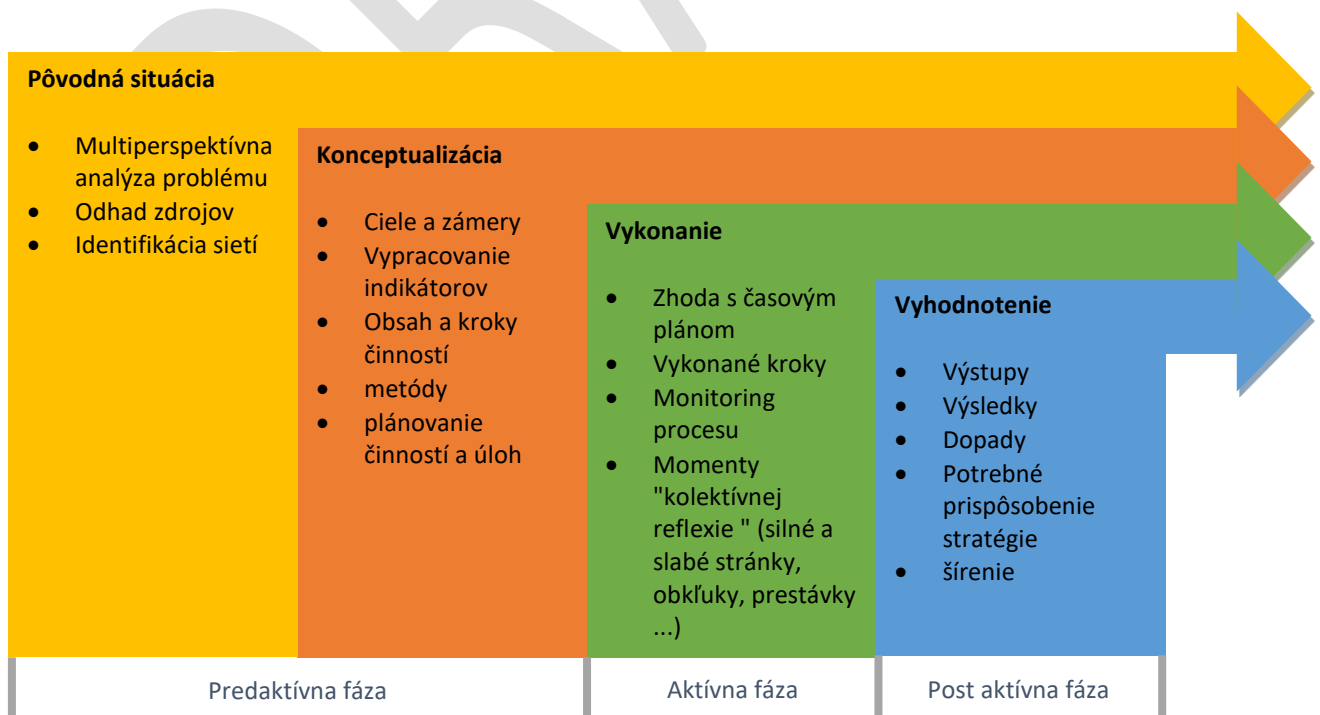 Pôvodná situácia
• Multiperspektívna
analýza problému
• Odhad zdrojov
• Identifikácia sietí
Konceptualizácia
• Ciele a zámery
• Vypracovanie
indikátorov
• Obsah a kroky
činností
• metódy
• plánovanie
činností a úloh
Vykonanie
• Zhoda s časovým
plánom
• Vykonané kroky
• Monitoring
procesu
• Momenty
"kolektívnej
reflexie " (silné a
slabé stránky,
obkľuky, prestávky
...)
Vyhodnotenie
• Výstupy
• Výsledky
• Dopady
• Potrebné
prispôsobenie
stratégie
• šírenie
Predaktívna fáza
Aktívna fáza
Post aktívna fáza